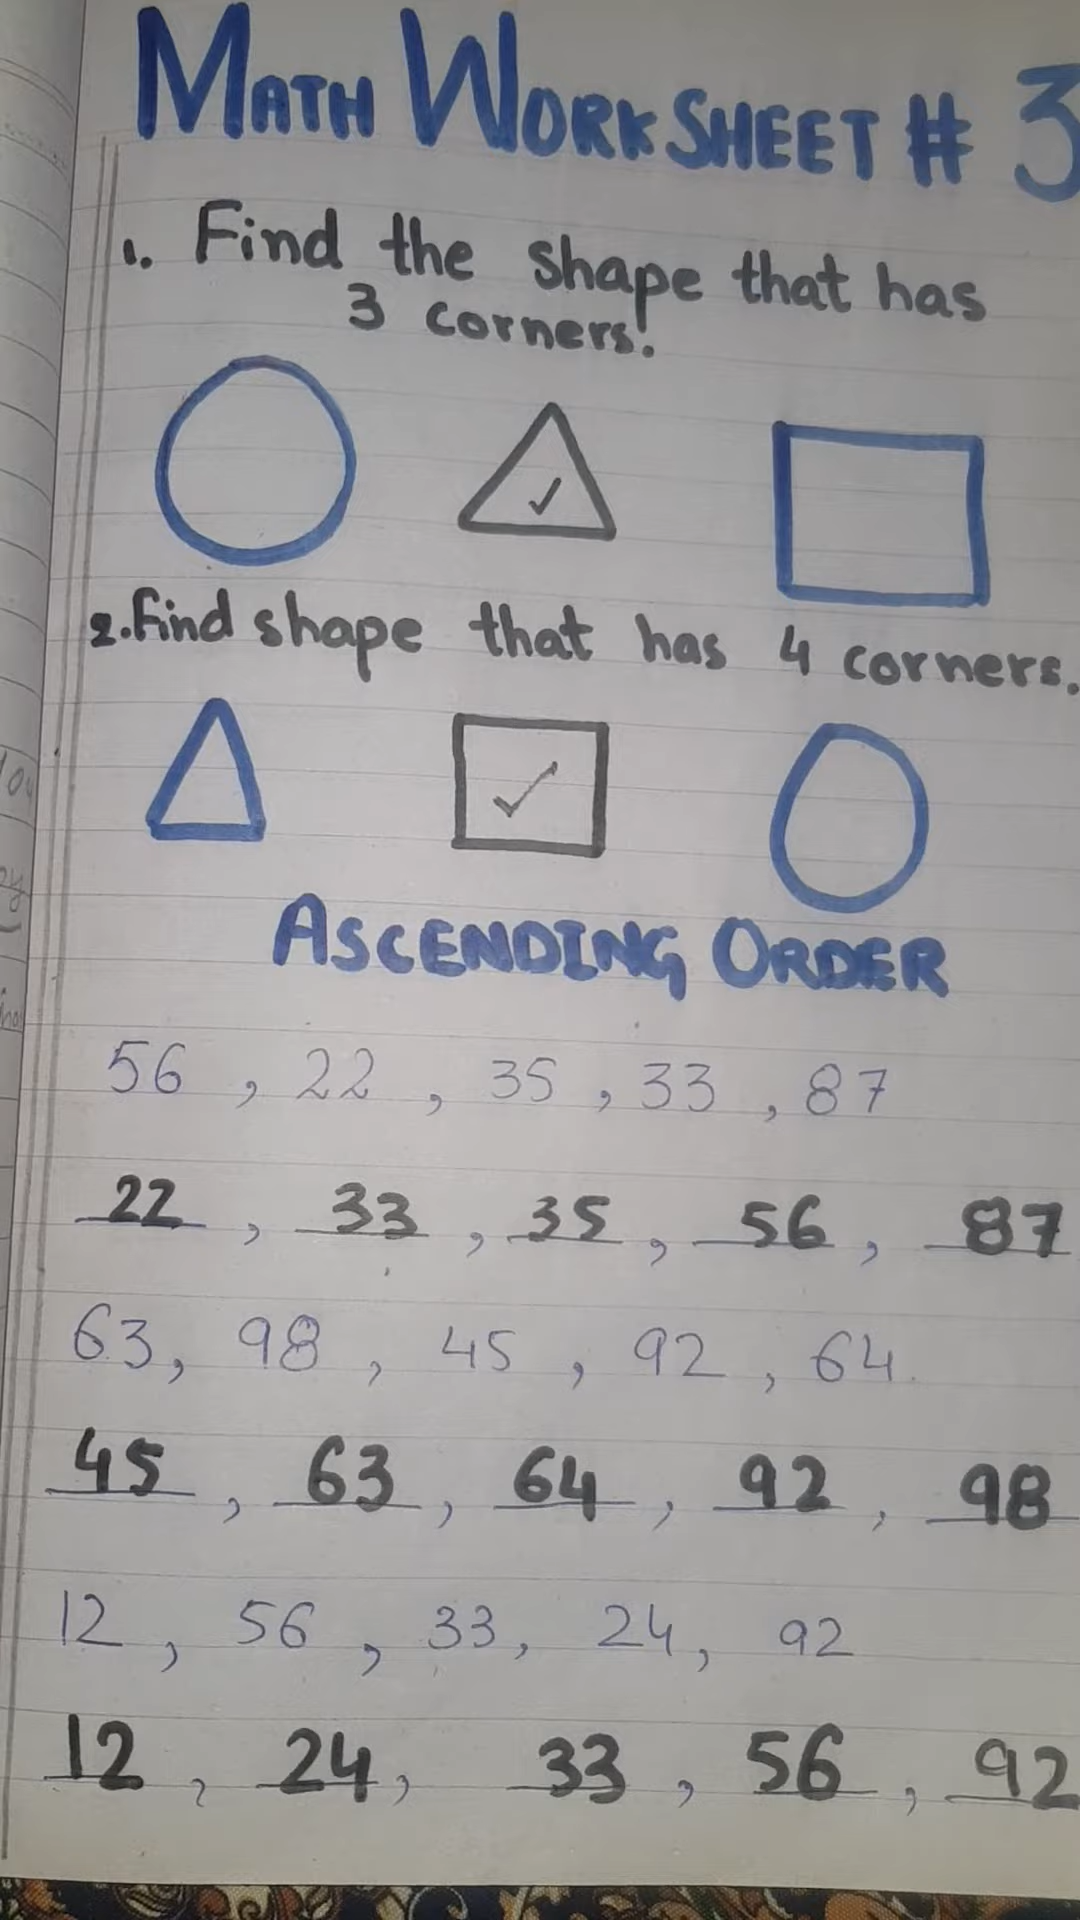 MATH WORKSHEET # 3
1. Find the shape that has
3 corners!
2. Find shape that has 4 corners.
ASCENDING ORDER
56 , 22 , 35 , 33 , 87
22 , 33 , 35 , 56 , 87
63, 98 , 45 , 92 , 64.
45 , 63 , 64 , 92 , 98
12 , 56 , 33, 24, 92
12 , 24, 33 , 56 , 92